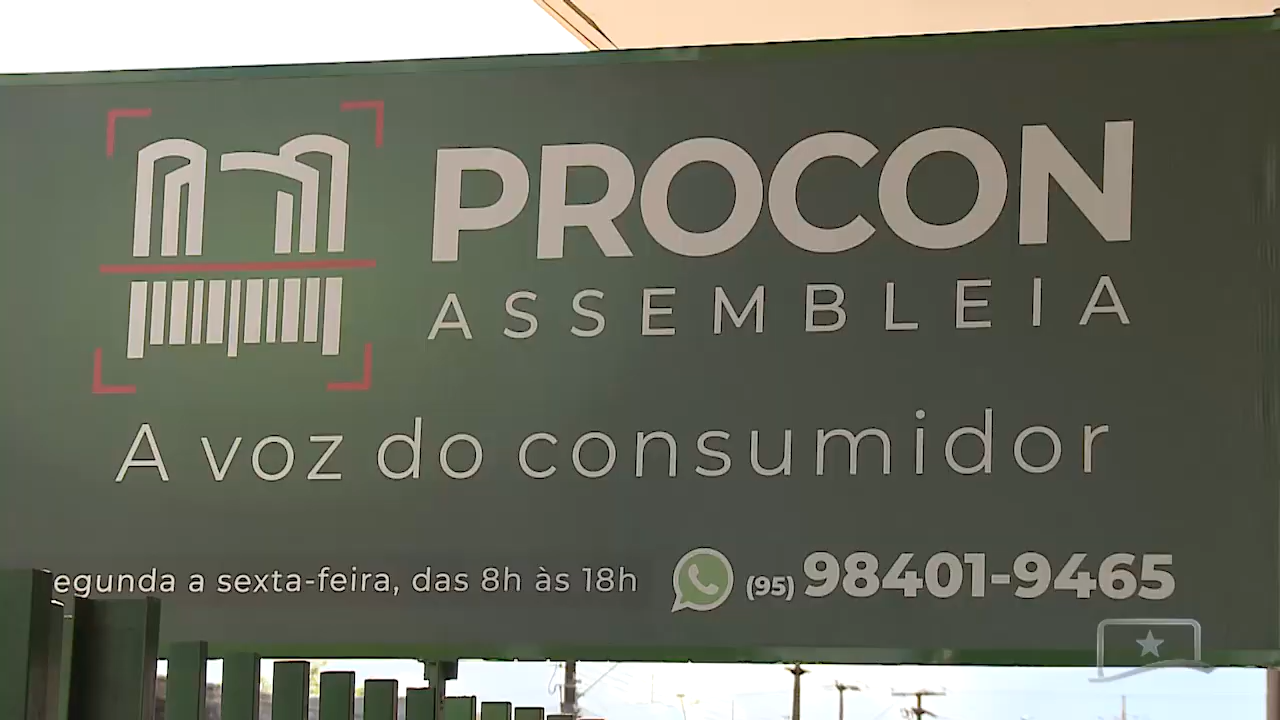 PROCON
ASSEMBLEIA
A voz do consumidor
egunda a sexta-feira, das 8h às 18h
(95) 98401-9465